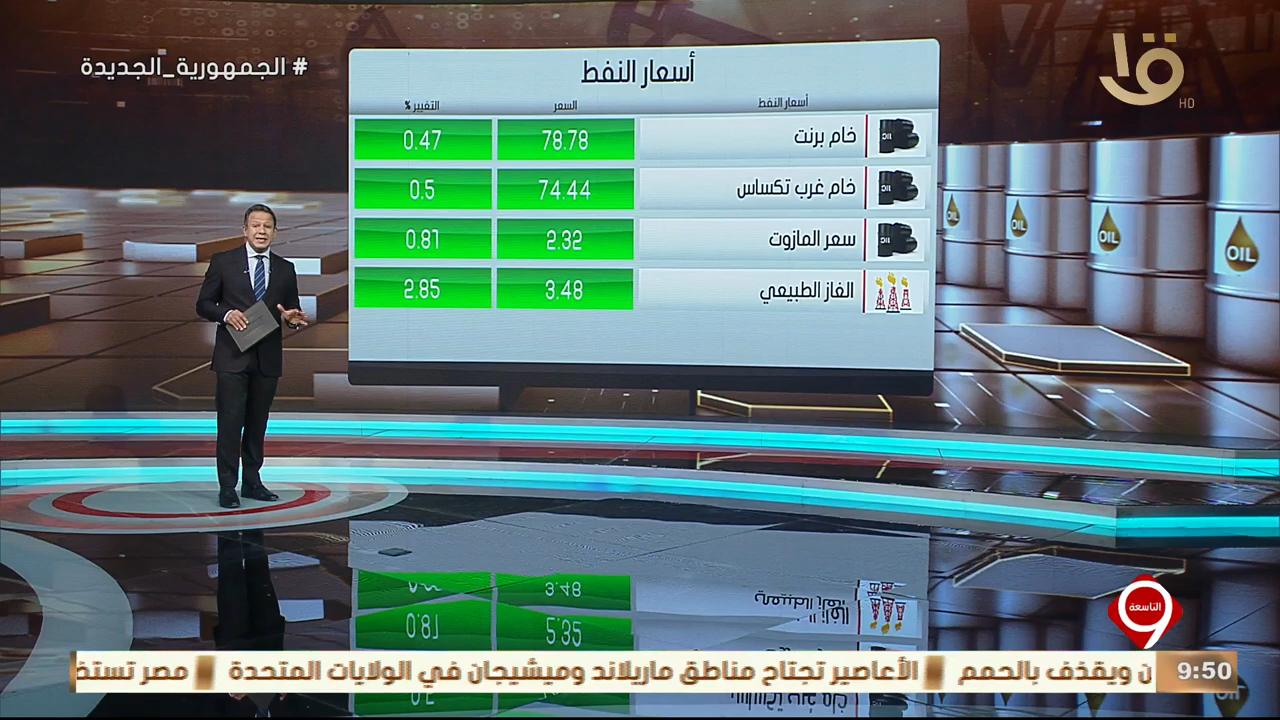 # الجمهورية_الجديدة
HD
أسعار النفط
أسعار النفط السعر التغيير %
خام برنت 78.78 0.47
خام غرب تكساس 74.44 0.5
سعر المازوت 2.32 0.81
الغاز الطبيعي 3.48 2.85
OIL OIL OIL OIL
التاسعة
9
9:50 ويقذف بالحمم الأعاصير تجتاح مناطق ماريلاند وميشيجان في الولايات المتحدة مصر